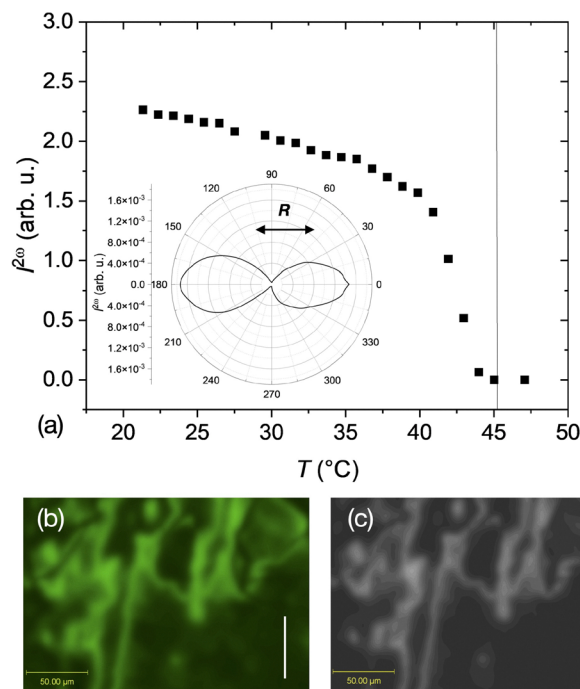 3.0
2.5
2.0
1.5
1.0
0.5
0.0
I²ω (arb. u.)
20 25 30 35 40 45 50
T (°C)
(a)
90
120 60
150 30
180 0
210 330
240 300
270
R
1.6×10⁻³
1.2×10⁻³
8.0×10⁻⁴
4.0×10⁻⁴
0.0
4.0×10⁻⁴
8.0×10⁻⁴
1.2×10⁻³
1.6×10⁻³
I²ω (arb. u.)
(b)
50.00 µm
(c)
50.00 µm